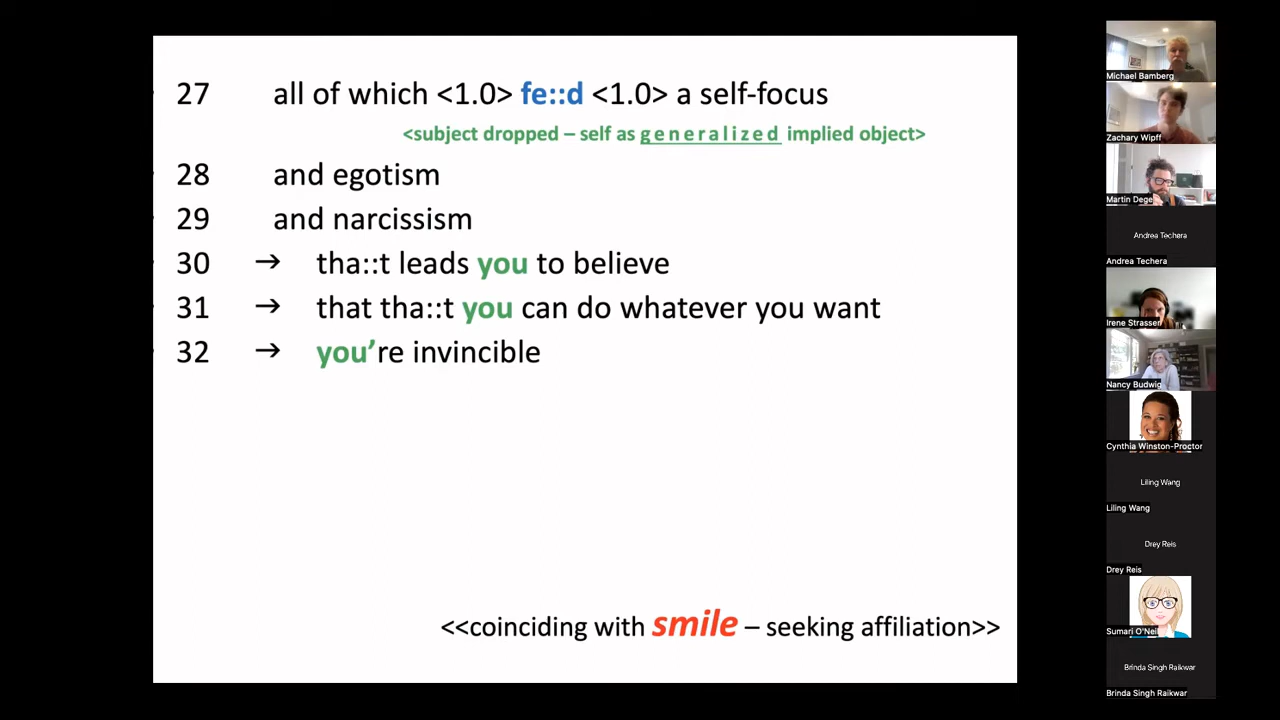 27 all of which <1.0> fe::d <1.0> a self-focus
<subject dropped – self as generalized implied object>
28 and egotism
29 and narcissism
30 → tha::t leads you to believe
31 → that tha::t you can do whatever you want
32 → you're invincible
<<coinciding with smile – seeking affiliation>>
Michael Bamberg
Zachary Wipff
Martin Dege
Andrea Techera
Andrea Techera
Irene Strasser
Nancy Budwig
Cynthia Winston-Proctor
Liling Wang
Liling Wang
Drey Reis
Drey Reis
Sumari O'Neil
Brinda Singh Raikwar
Brinda Singh Raikwar